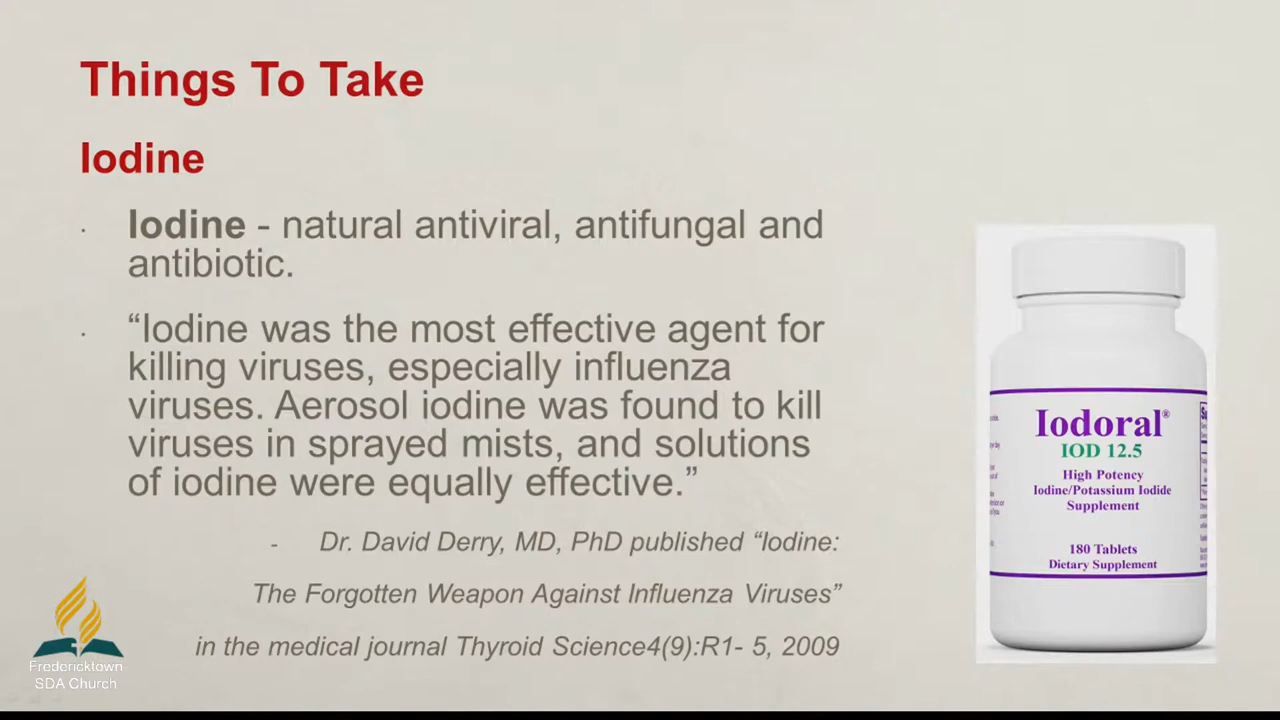 Things To Take
Iodine
· Iodine - natural antiviral, antifungal and
antibiotic.
· “Iodine was the most effective agent for
killing viruses, especially influenza
viruses. Aerosol iodine was found to kill
viruses in sprayed mists, and solutions
of iodine were equally effective.”
- Dr. David Derry, MD, PhD published “Iodine:
The Forgotten Weapon Against Influenza Viruses”
in the medical journal Thyroid Science4(9):R1- 5, 2009
Iodoral®
IOD 12.5
High Potency
Iodine/Potassium Iodide
Supplement
180 Tablets
Dietary Supplement
Fredericktown
SDA Church